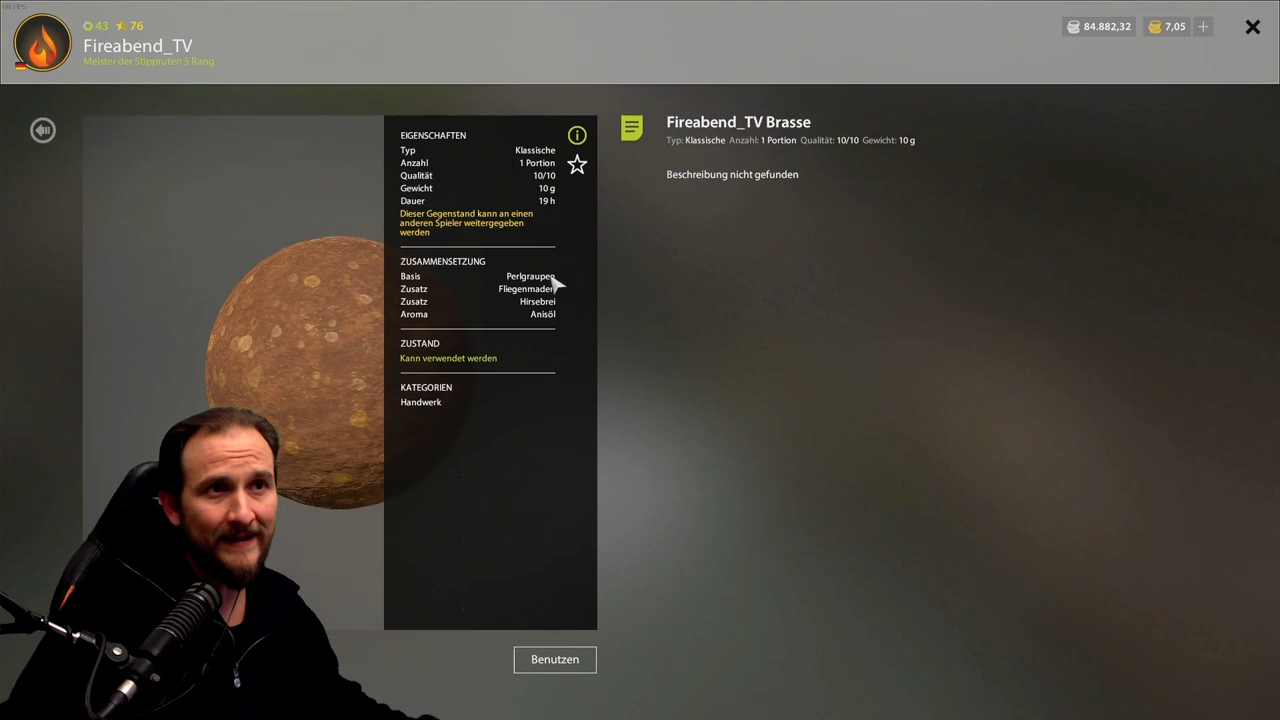 43 76
Fireabend_TV
Meister der Stippruten 5 Rang
84.882,32
7,05
EIGENSCHAFTEN
Typ Klassische
Anzahl 1 Portion
Qualität 10/10
Gewicht 10 g
Dauer 19 h
Dieser Gegenstand kann an einen
anderen Spieler weitergegeben
werden
ZUSAMMENSETZUNG
Basis Perlgraupen
Zusatz Fliegenmaden
Zusatz Hirsebrei
Aroma Anisöl
ZUSTAND
Kann verwendet werden
KATEGORIEN
Handwerk
Benutzen
Fireabend_TV Brasse
Typ: Klassische Anzahl: 1 Portion Qualität: 10/10 Gewicht: 10 g
Beschreibung nicht gefunden